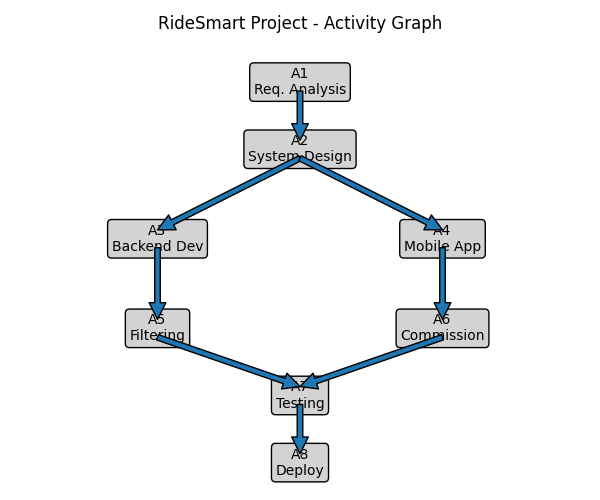 RideSmart Project - Activity Graph
A1
Req. Analysis
A2
System Design
A3
Backend Dev
A4
Mobile App
A5
Filtering
A6
Commission
A7
Testing
A8
Deploy